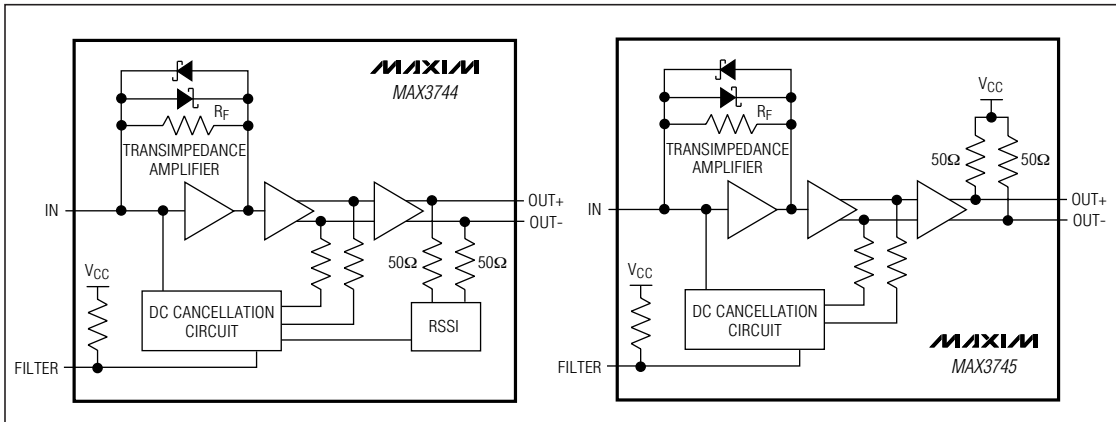 MAXIM
MAX3744
RF
TRANSIMPEDANCE
AMPLIFIER
IN
OUT+
OUT-
50Ω
50Ω
VCC
DC CANCELLATION
CIRCUIT
RSSI
FILTER
VCC
RF
TRANSIMPEDANCE
AMPLIFIER
50Ω
50Ω
IN
OUT+
OUT-
VCC
DC CANCELLATION
CIRCUIT
FILTER
MAXIM
MAX3745